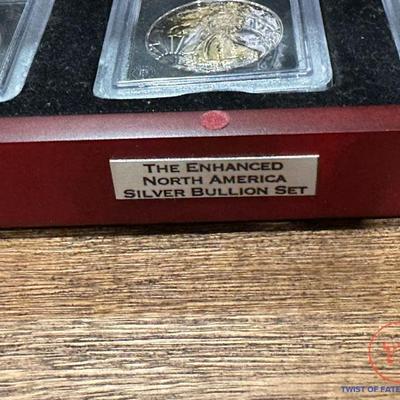 THE ENHANCED
NORTH AMERICA
SILVER BULLION SET
TWIST OF FATE